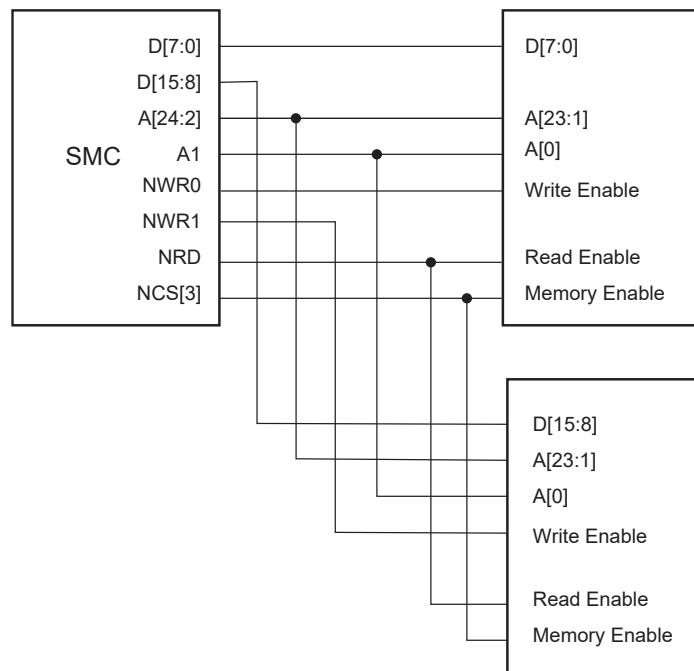 SMC
D[7:0]
D[15:8]
A[24:2]
A1
NWR0
NWR1
NRD
NCS[3]
D[7:0]
A[23:1]
A[0]
Write Enable
Read Enable
Memory Enable
D[15:8]
A[23:1]
A[0]
Write Enable
Read Enable
Memory Enable